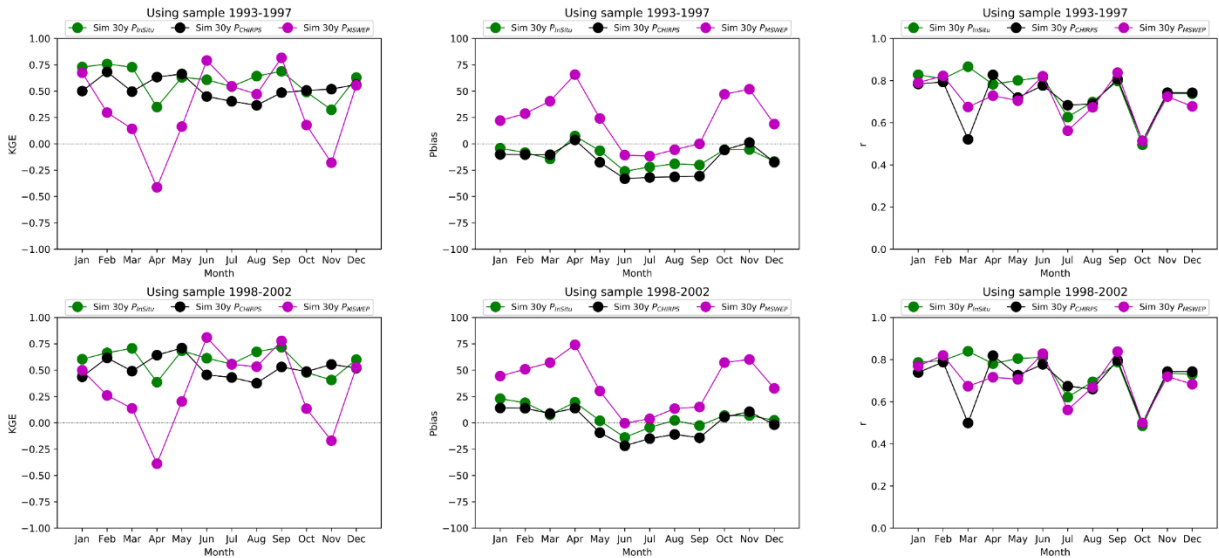 Using sample 1993-1997
Sim 30y P_InSitu Sim 30y P_CHIRPS Sim 30y P_MSWEP
1.00
0.75
0.50
0.25
0.00
−0.25
−0.50
−0.75
−1.00
KGE
Jan Feb Mar Apr May Jun Jul Aug Sep Oct Nov Dec
Month
Using sample 1993-1997
Sim 30y P_InSitu Sim 30y P_CHIRPS Sim 30y P_MSWEP
100
75
50
25
0
−25
−50
−75
−100
Pbias
Jan Feb Mar Apr May Jun Jul Aug Sep Oct Nov Dec
Month
Using sample 1993-1997
Sim 30y P_InSitu Sim 30y P_CHIRPS Sim 30y P_MSWEP
1.0
0.8
0.6
0.4
0.2
0.0
r
Jan Feb Mar Apr May Jun Jul Aug Sep Oct Nov Dec
Month
Using sample 1998-2002
Sim 30y P_InSitu Sim 30y P_CHIRPS Sim 30y P_MSWEP
1.00
0.75
0.50
0.25
0.00
−0.25
−0.50
−0.75
−1.00
KGE
Jan Feb Mar Apr May Jun Jul Aug Sep Oct Nov Dec
Month
Using sample 1998-2002
Sim 30y P_InSitu Sim 30y P_CHIRPS Sim 30y P_MSWEP
100
75
50
25
0
−25
−50
−75
−100
Pbias
Jan Feb Mar Apr May Jun Jul Aug Sep Oct Nov Dec
Month
Using sample 1998-2002
Sim 30y P_InSitu Sim 30y P_CHIRPS Sim 30y P_MSWEP
1.0
0.8
0.6
0.4
0.2
0.0
r
Jan Feb Mar Apr May Jun Jul Aug Sep Oct Nov Dec
Month